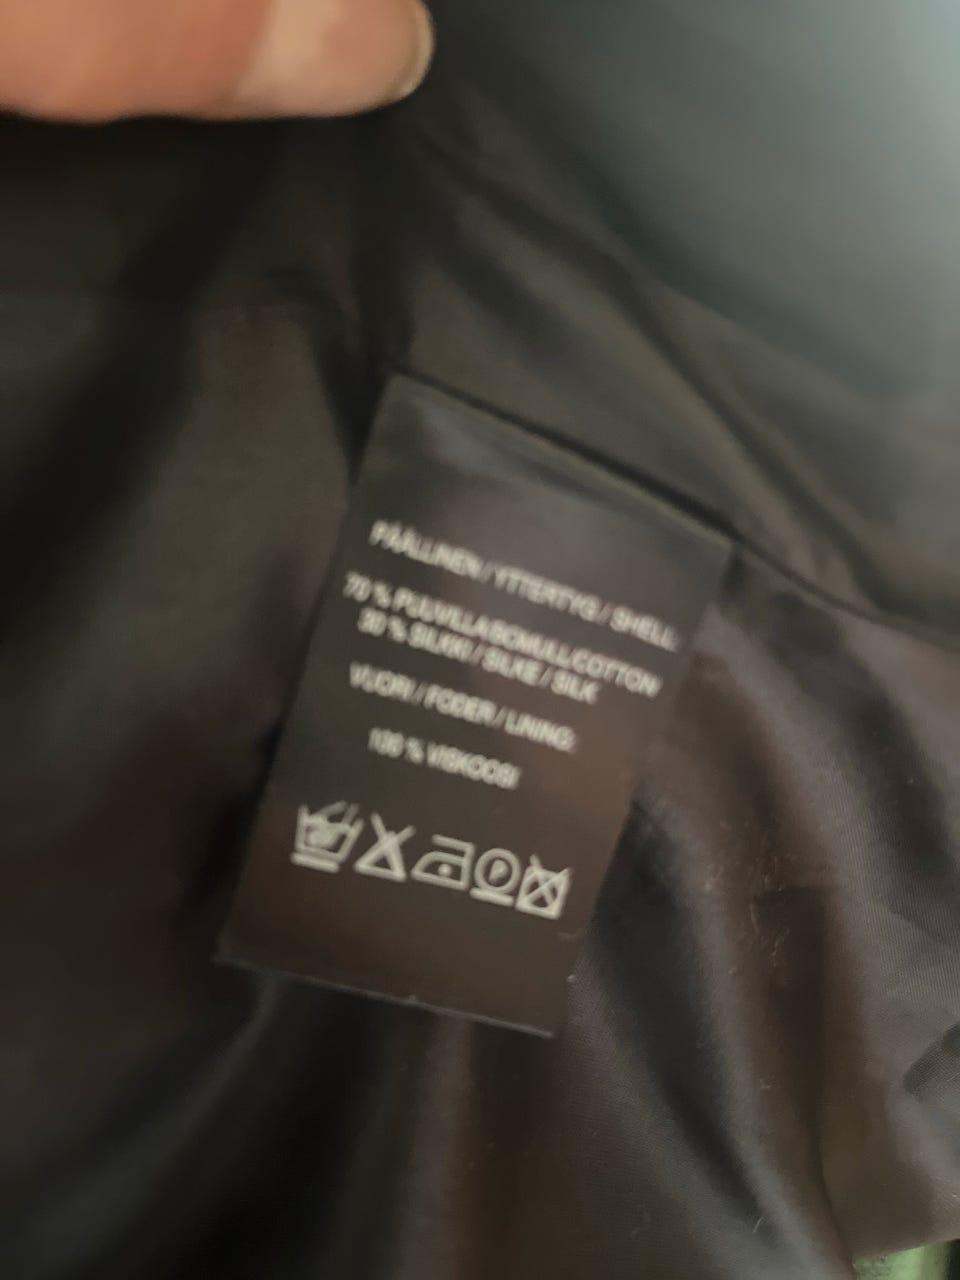 PÄÄLLINEN / YTTERTYG / SHELL:
70 % PUUVILLA/BOMULL/COTTON
30 % SILKKI / SILKE / SILK
VUORI / FODER / LINING:
100 % VISKOOSI
P